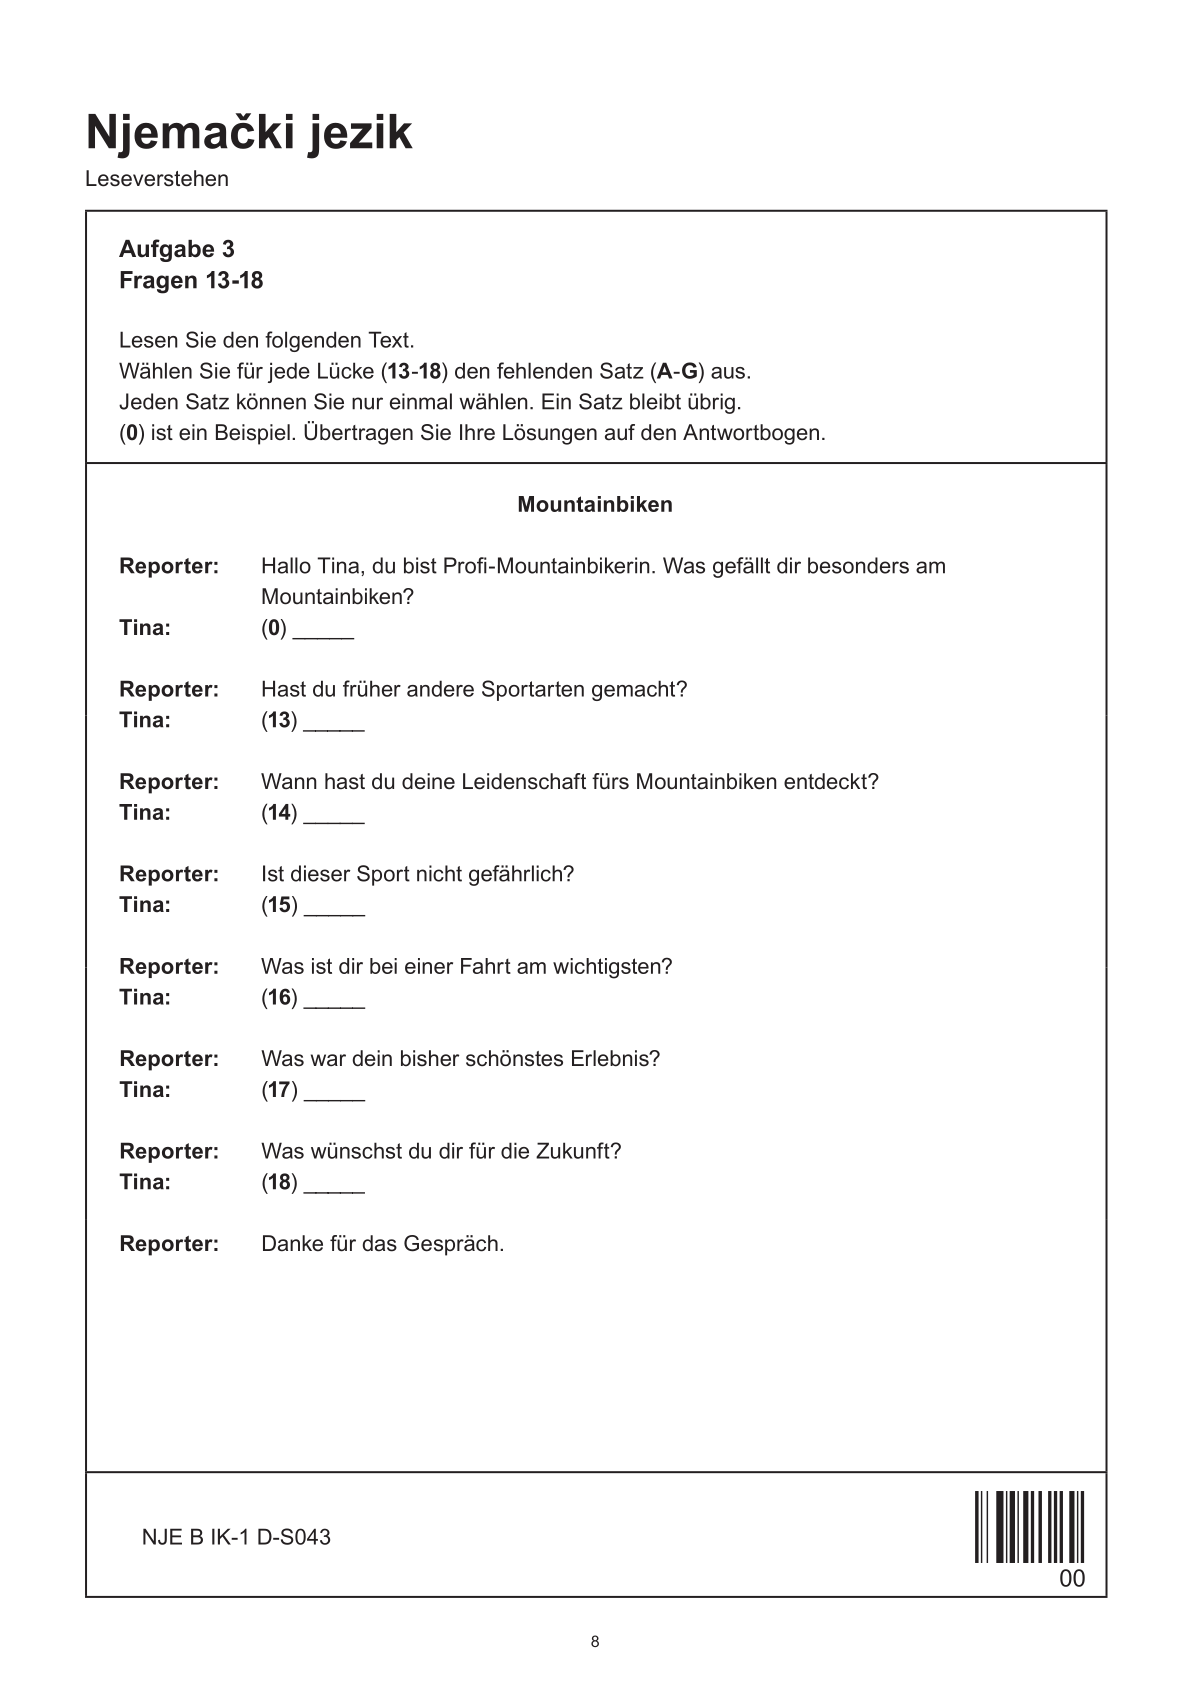 Njemački jezik
Leseverstehen
Aufgabe 3
Fragen 13-18
Lesen Sie den folgenden Text.
Wählen Sie für jede Lücke (13-18) den fehlenden Satz (A-G) aus.
Jeden Satz können Sie nur einmal wählen. Ein Satz bleibt übrig.
(0) ist ein Beispiel. Übertragen Sie Ihre Lösungen auf den Antwortbogen.
Mountainbiken
Reporter: Hallo Tina, du bist Profi-Mountainbikerin. Was gefällt dir besonders am
Mountainbiken?
Tina: (0) _____
Reporter: Hast du früher andere Sportarten gemacht?
Tina: (13) _____
Reporter: Wann hast du deine Leidenschaft fürs Mountainbiken entdeckt?
Tina: (14) _____
Reporter: Ist dieser Sport nicht gefährlich?
Tina: (15) _____
Reporter: Was ist dir bei einer Fahrt am wichtigsten?
Tina: (16) _____
Reporter: Was war dein bisher schönstes Erlebnis?
Tina: (17) _____
Reporter: Was wünschst du dir für die Zukunft?
Tina: (18) _____
Reporter: Danke für das Gespräch.
NJE B IK-1 D-S043
00
8